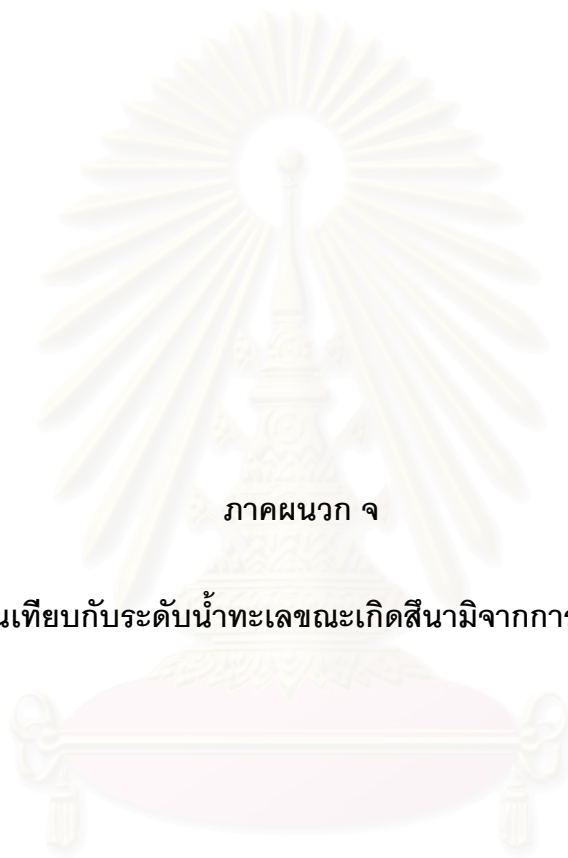 ภาคผนวก จ
นเทียบกับระดับน้ำทะเลขณะเกิดสึนามิจากการ